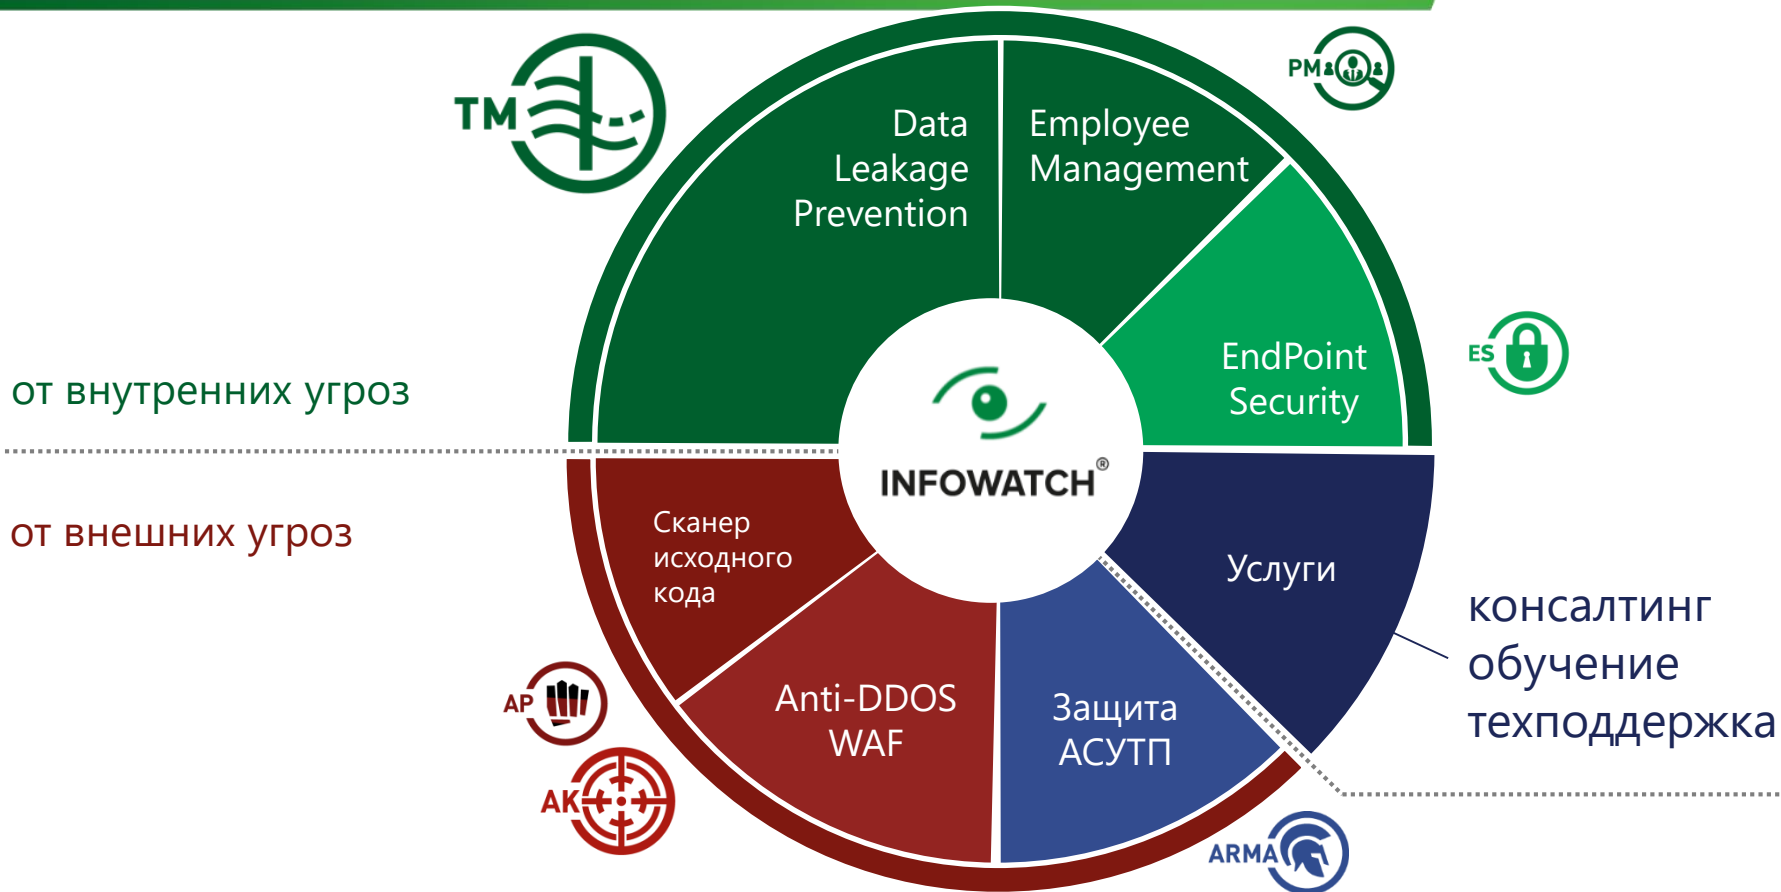 TM
Data
Leakage
Prevention
Employee
Management
PM
EndPoint
Security
ES
от внутренних угроз
от внешних угроз
INFOWATCH®
Сканер
исходного
кода
Anti-DDOS
WAF
Защита
АСУТП
Услуги
консалтинг
обучение
техподдержка
AP
AK
ARMA